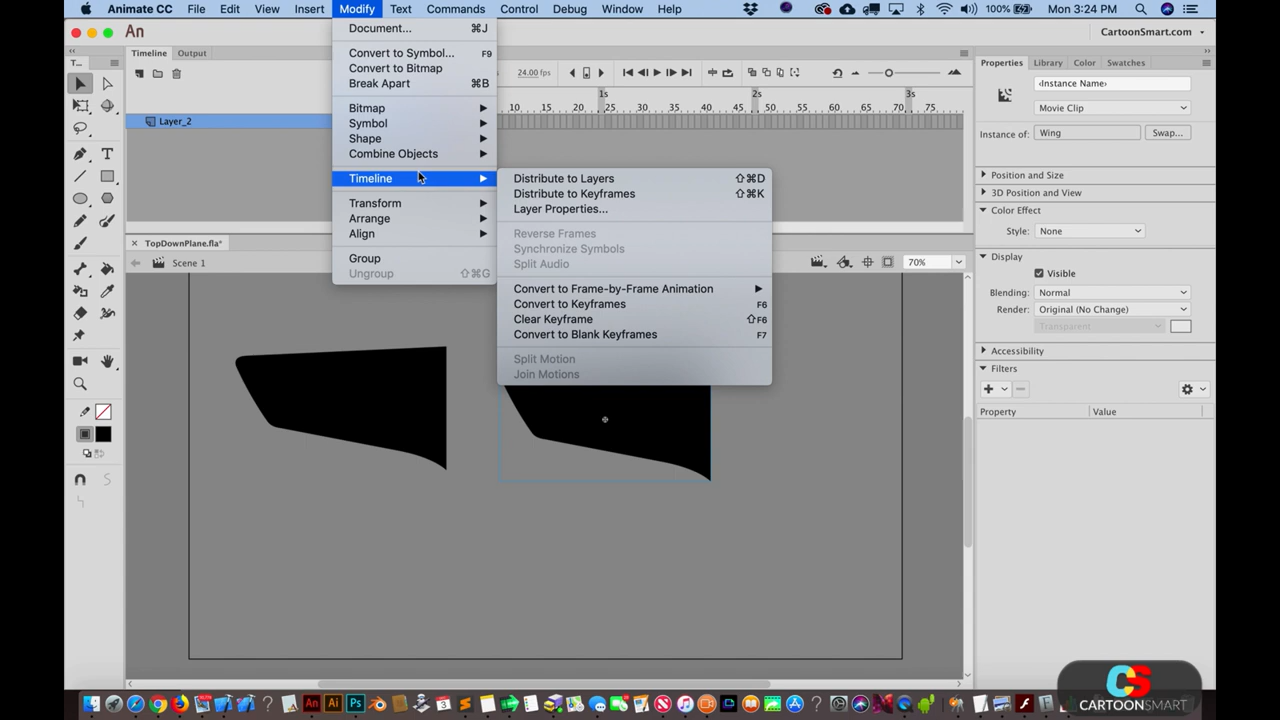 Animate CC File Edit View Insert Modify Text Commands Control Debug Window Help 100% Mon 3:24 PM
An CartoonSmart.com
Timeline Output
T...
24.00 fps
1s 2s 3s
10 15 20 25 30 35 40 45 50 55 60 65 70 75
Layer_2
TopDownPlane.fla*
Scene 1
70%
Document... ⌘J
Convert to Symbol... F9
Convert to Bitmap
Break Apart ⌘B
Bitmap
Symbol
Shape
Combine Objects
Timeline
Transform
Arrange
Align
Group
Ungroup ⇧⌘G
Distribute to Layers ⇧⌘D
Distribute to Keyframes ⇧⌘K
Layer Properties...
Reverse Frames
Synchronize Symbols
Split Audio
Convert to Frame-by-Frame Animation
Convert to Keyframes F6
Clear Keyframe ⇧F6
Convert to Blank Keyframes F7
Split Motion
Join Motions
Properties Library Color Swatches
‹Instance Name›
Movie Clip
Instance of: Wing Swap...
Position and Size
3D Position and View
Color Effect
Style: None
Display
Visible
Blending: Normal
Render: Original (No Change)
Transparent
Accessibility
Filters
Property Value
An Ai Ps 3
CS
CARTOONSMART